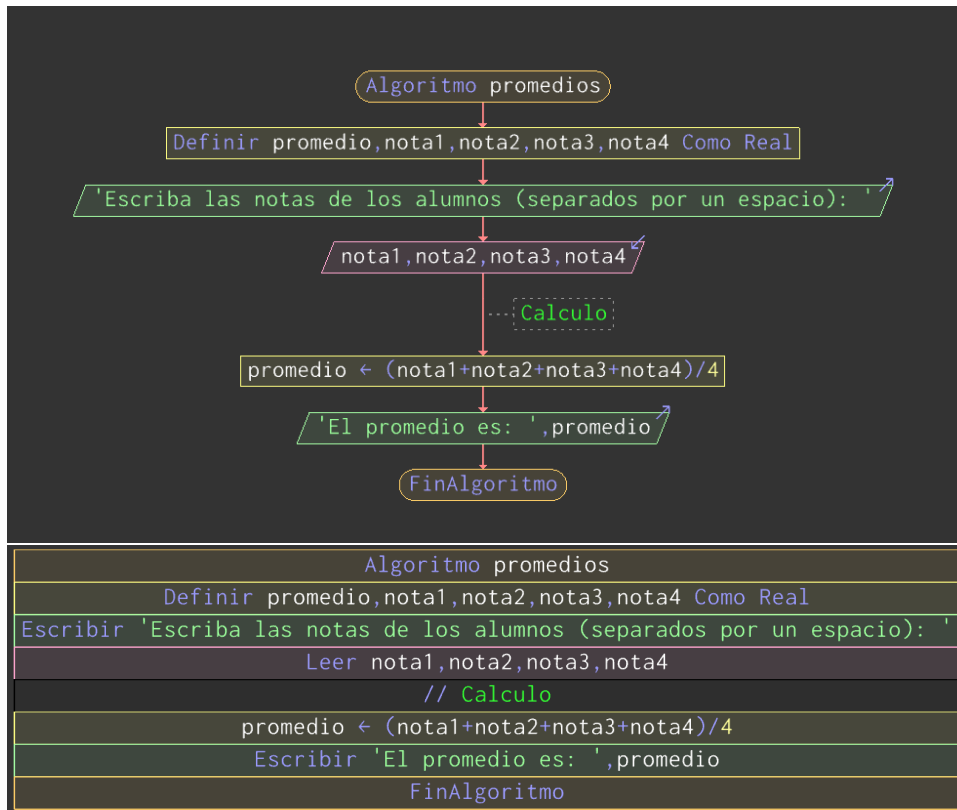 Algoritmo promedios
Definir promedio,nota1,nota2,nota3,nota4 Como Real
'Escriba las notas de los alumnos (separados por un espacio):  '
nota1,nota2,nota3,nota4
Calculo
promedio ← (nota1+nota2+nota3+nota4)/4
'El promedio es: ',promedio
FinAlgoritmo
Algoritmo promedios
Definir promedio,nota1,nota2,nota3,nota4 Como Real
Escribir 'Escriba las notas de los alumnos (separados por un espacio): '
Leer nota1,nota2,nota3,nota4
// Calculo
promedio ← (nota1+nota2+nota3+nota4)/4
Escribir 'El promedio es: ',promedio
FinAlgoritmo